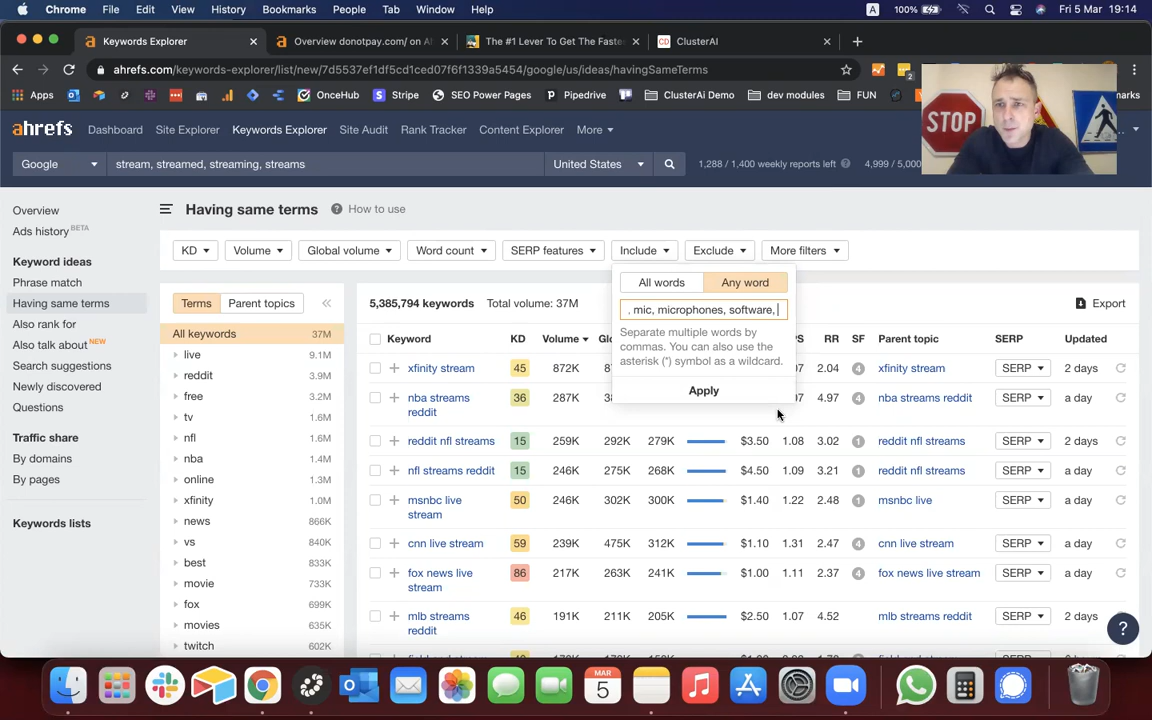 Chrome File Edit View History Bookmarks People Tab Window Help A 100% Fri 5 Mar 19:14
Keywords Explorer Overview donotpay.com/ on A The #1 Lever To Get The Faste ClusterAI
ahrefs.com/keywords-explorer/list/new/7d5537ef1df5cd1ced07f6f1339a5454/google/us/ideas/havingSameTerms
Apps OneHub Stripe SEO Power Pages Pipedrive ClusterAi Demo dev modules FUN marks
ahrefs Dashboard Site Explorer Keywords Explorer Site Audit Rank Tracker Content Explorer More
Google stream, streamed, streaming, streams United States 1,288 / 1,400 weekly reports left 4,999 / 5,000
STOP
Overview
Ads history BETA
Keyword ideas
Phrase match
Having same terms
Also rank for
Also talk about NEW
Search suggestions
Newly discovered
Questions
Traffic share
By domains
By pages
Keywords lists
Having same terms ? How to use
KD Volume Global volume Word count SERP features Include Exclude More filters
All words Any word
, mic, microphones, software,
Separate multiple words by
commas. You can also use the
asterisk (*) symbol as a wildcard.
Apply
Terms Parent topics
All keywords 37M
live 9.1M
reddit 3.9M
free 3.2M
tv 1.6M
nfl 1.6M
nba 1.4M
online 1.3M
xfinity 1.0M
news 866K
vs 840K
best 833K
movie 733K
fox 699K
movies 635K
twitch 602K
5,385,794 keywords Total volume: 37M Export
Keyword KD Volume RR SF Parent topic SERP Updated
xfinity stream 45 872K 2.04 4 xfinity stream SERP 2 days
nba streams
reddit 36 287K 4.97 4 nba streams reddit SERP a day
reddit nfl streams 15 259K 292K 279K $3.50 1.08 3.02 1 reddit nfl streams SERP 2 days
nfl streams reddit 15 246K 275K 268K $4.50 1.09 3.21 1 reddit nfl streams SERP a day
msnbc live
stream 50 246K 302K 300K $1.40 1.22 2.48 1 msnbc live SERP a day
cnn live stream 59 239K 475K 312K $1.10 1.31 2.47 4 cnn live stream SERP a day
fox news live
stream 86 217K 263K 241K $1.00 1.11 2.37 4 fox news live stream SERP a day
mlb streams
reddit 46 191K 211K 205K $2.50 1.07 4.52 mlb streams reddit SERP 2 days
?
MAR
5